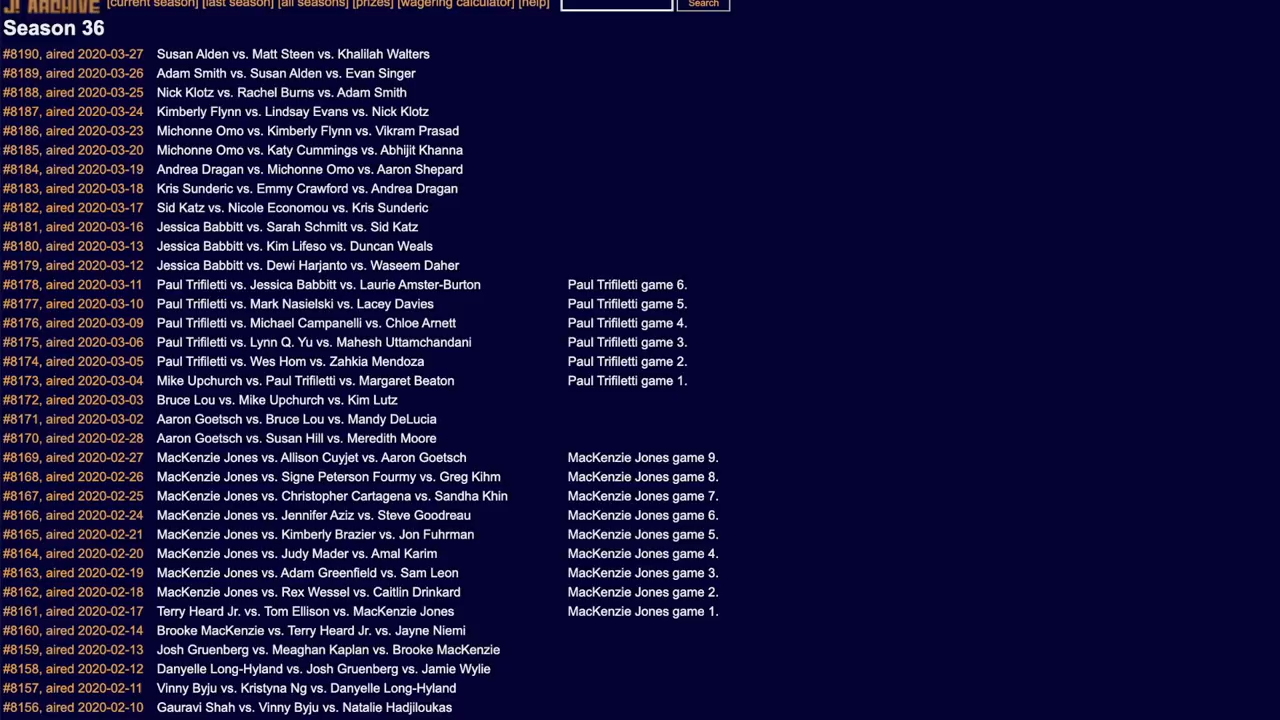 J! ARCHIVE [current season] [last season] [all seasons] [prizes] [wagering calculator] [help] Search
Season 36
#8190, aired 2020-03-27 Susan Alden vs. Matt Steen vs. Khalilah Walters
#8189, aired 2020-03-26 Adam Smith vs. Susan Alden vs. Evan Singer
#8188, aired 2020-03-25 Nick Klotz vs. Rachel Burns vs. Adam Smith
#8187, aired 2020-03-24 Kimberly Flynn vs. Lindsay Evans vs. Nick Klotz
#8186, aired 2020-03-23 Michonne Omo vs. Kimberly Flynn vs. Vikram Prasad
#8185, aired 2020-03-20 Michonne Omo vs. Katy Cummings vs. Abhijit Khanna
#8184, aired 2020-03-19 Andrea Dragan vs. Michonne Omo vs. Aaron Shepard
#8183, aired 2020-03-18 Kris Sunderic vs. Emmy Crawford vs. Andrea Dragan
#8182, aired 2020-03-17 Sid Katz vs. Nicole Economou vs. Kris Sunderic
#8181, aired 2020-03-16 Jessica Babbitt vs. Sarah Schmitt vs. Sid Katz
#8180, aired 2020-03-13 Jessica Babbitt vs. Kim Lifeso vs. Duncan Weals
#8179, aired 2020-03-12 Jessica Babbitt vs. Dewi Harjanto vs. Waseem Daher
#8178, aired 2020-03-11 Paul Trifiletti vs. Jessica Babbitt vs. Laurie Amster-Burton Paul Trifiletti game 6.
#8177, aired 2020-03-10 Paul Trifiletti vs. Mark Nasielski vs. Lacey Davies Paul Trifiletti game 5.
#8176, aired 2020-03-09 Paul Trifiletti vs. Michael Campanelli vs. Chloe Arnett Paul Trifiletti game 4.
#8175, aired 2020-03-06 Paul Trifiletti vs. Lynn Q. Yu vs. Mahesh Uttamchandani Paul Trifiletti game 3.
#8174, aired 2020-03-05 Paul Trifiletti vs. Wes Hom vs. Zahkia Mendoza Paul Trifiletti game 2.
#8173, aired 2020-03-04 Mike Upchurch vs. Paul Trifiletti vs. Margaret Beaton Paul Trifiletti game 1.
#8172, aired 2020-03-03 Bruce Lou vs. Mike Upchurch vs. Kim Lutz
#8171, aired 2020-03-02 Aaron Goetsch vs. Bruce Lou vs. Mandy DeLucia
#8170, aired 2020-02-28 Aaron Goetsch vs. Susan Hill vs. Meredith Moore
#8169, aired 2020-02-27 MacKenzie Jones vs. Allison Cuyjet vs. Aaron Goetsch MacKenzie Jones game 9.
#8168, aired 2020-02-26 MacKenzie Jones vs. Signe Peterson Fourmy vs. Greg Kihm MacKenzie Jones game 8.
#8167, aired 2020-02-25 MacKenzie Jones vs. Christopher Cartagena vs. Sandha Khin MacKenzie Jones game 7.
#8166, aired 2020-02-24 MacKenzie Jones vs. Jennifer Aziz vs. Steve Goodreau MacKenzie Jones game 6.
#8165, aired 2020-02-21 MacKenzie Jones vs. Kimberly Brazier vs. Jon Fuhrman MacKenzie Jones game 5.
#8164, aired 2020-02-20 MacKenzie Jones vs. Judy Mader vs. Amal Karim MacKenzie Jones game 4.
#8163, aired 2020-02-19 MacKenzie Jones vs. Adam Greenfield vs. Sam Leon MacKenzie Jones game 3.
#8162, aired 2020-02-18 MacKenzie Jones vs. Rex Wessel vs. Caitlin Drinkard MacKenzie Jones game 2.
#8161, aired 2020-02-17 Terry Heard Jr. vs. Tom Ellison vs. MacKenzie Jones MacKenzie Jones game 1.
#8160, aired 2020-02-14 Brooke MacKenzie vs. Terry Heard Jr. vs. Jayne Niemi
#8159, aired 2020-02-13 Josh Gruenberg vs. Meaghan Kaplan vs. Brooke MacKenzie
#8158, aired 2020-02-12 Danyelle Long-Hyland vs. Josh Gruenberg vs. Jamie Wylie
#8157, aired 2020-02-11 Vinny Byju vs. Kristyna Ng vs. Danyelle Long-Hyland
#8156, aired 2020-02-10 Gauravi Shah vs. Vinny Byju vs. Natalie Hadjiloukas